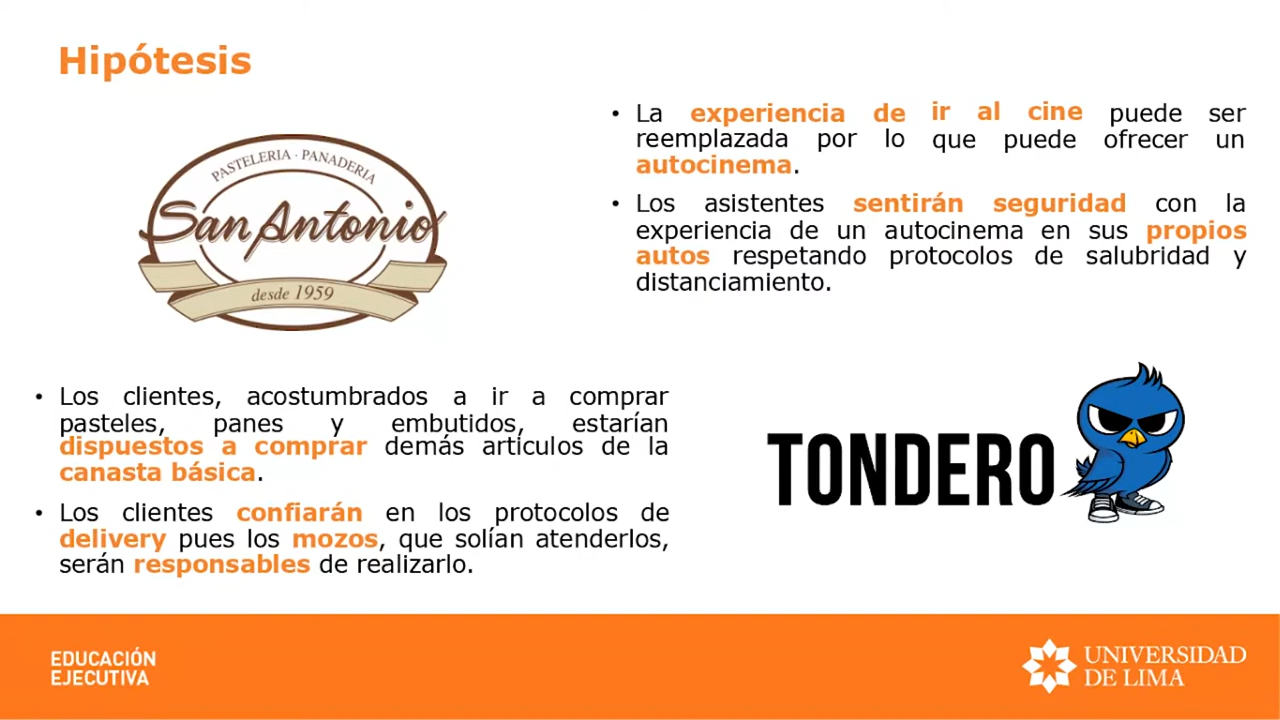 Hipótesis
PASTELERIA · PANADERIA
San Antonio
desde 1959
• La experiencia de ir al cine puede ser
reemplazada por lo que puede ofrecer un
autocinema.
• Los asistentes sentirán seguridad con la
experiencia de un autocinema en sus propios
autos respetando protocolos de salubridad y
distanciamiento.
• Los clientes, acostumbrados a ir a comprar
pasteles, panes y embutidos, estarían
dispuestos a comprar demás articulos de la
canasta básica.
• Los clientes confiarán en los protocolos de
delivery pues los mozos, que solían atenderlos,
serán responsables de realizarlo.
TONDERO
EDUCACIÓN
EJECUTIVA
UNIVERSIDAD
DE LIMA